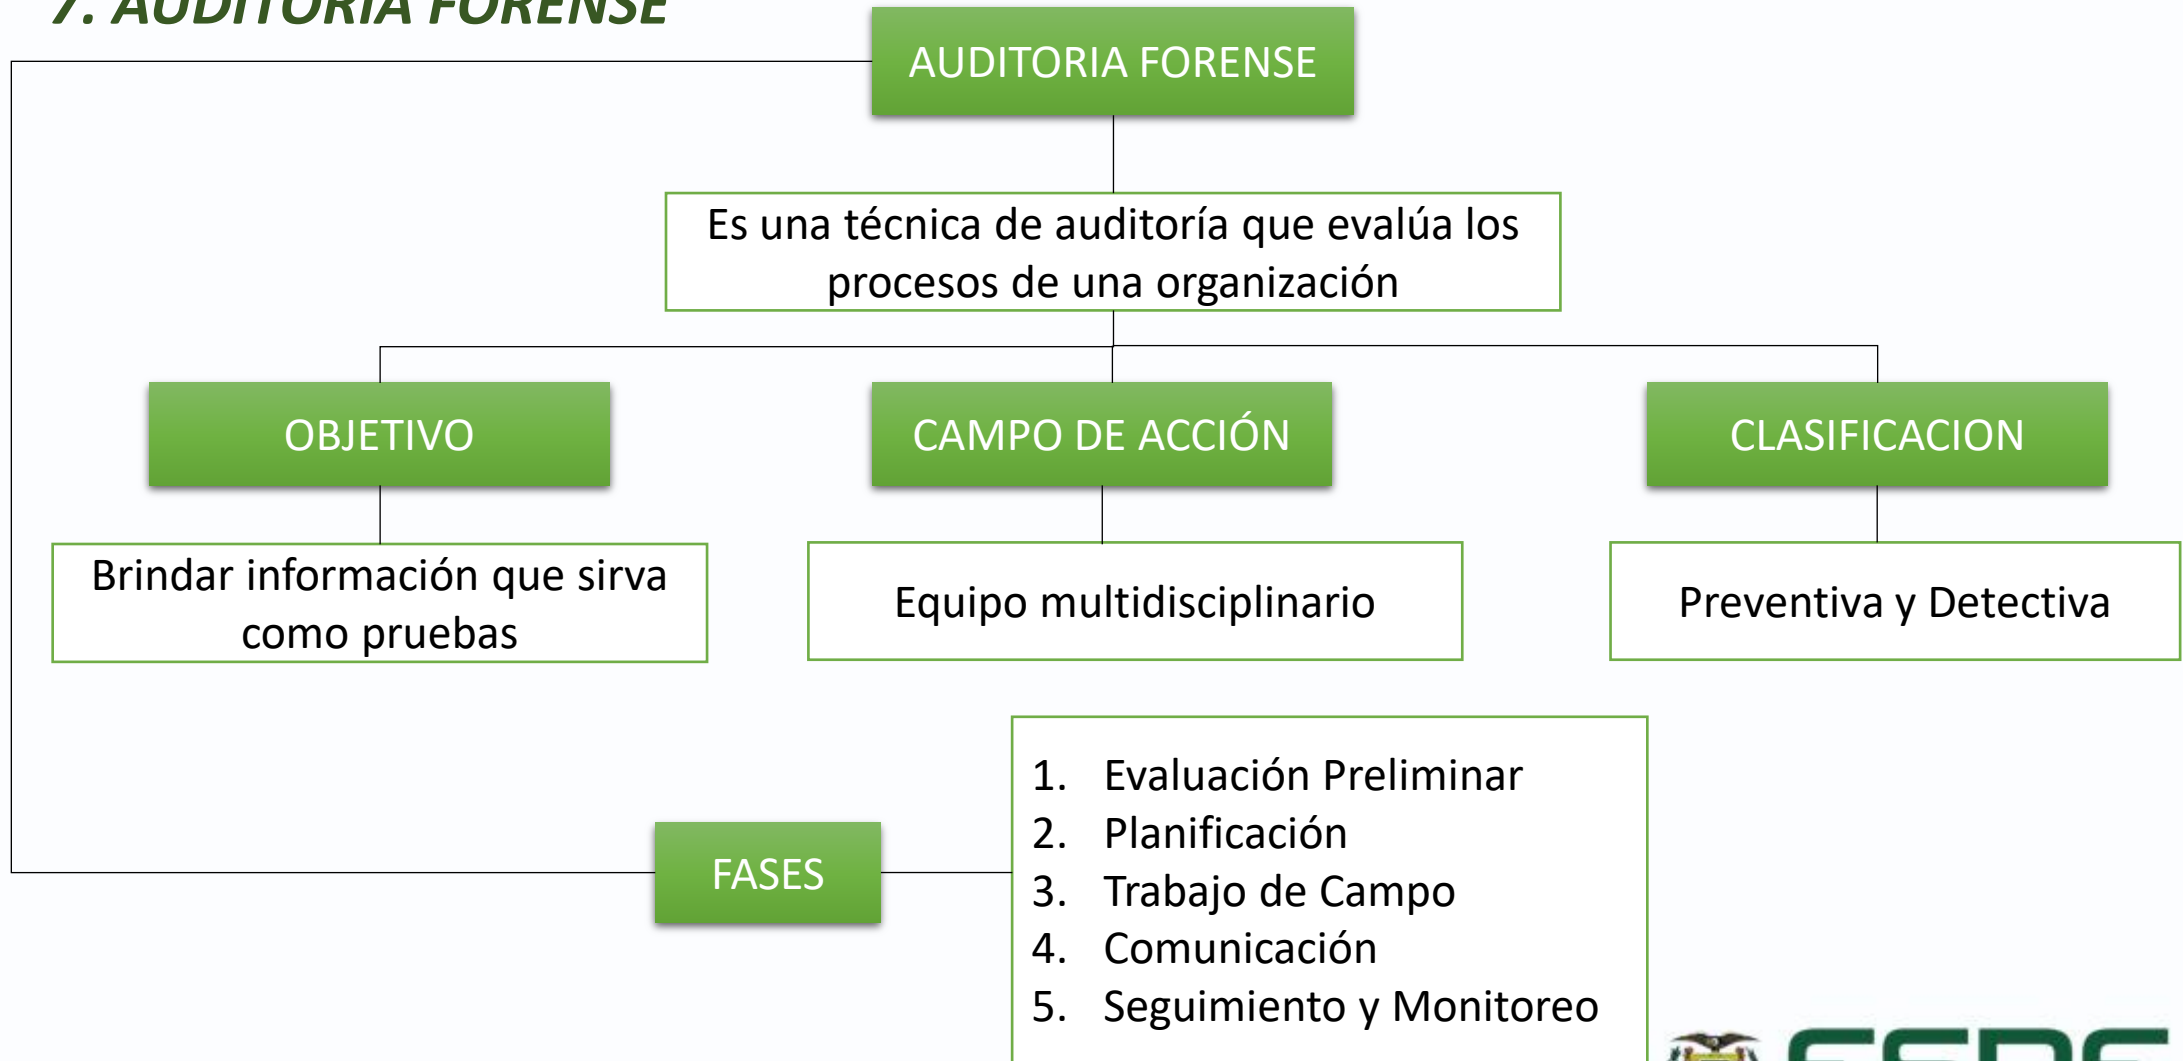 7. AUDITORIA FORENSE
AUDITORIA FORENSE
Es una técnica de auditoría que evalúa los
procesos de una organización
OBJETIVO
CAMPO DE ACCIÓN
CLASIFICACION
Brindar información que sirva
como pruebas
Equipo multidisciplinario
Preventiva y Detectiva
FASES
1. Evaluación Preliminar
2. Planificación
3. Trabajo de Campo
4. Comunicación
5. Seguimiento y Monitoreo